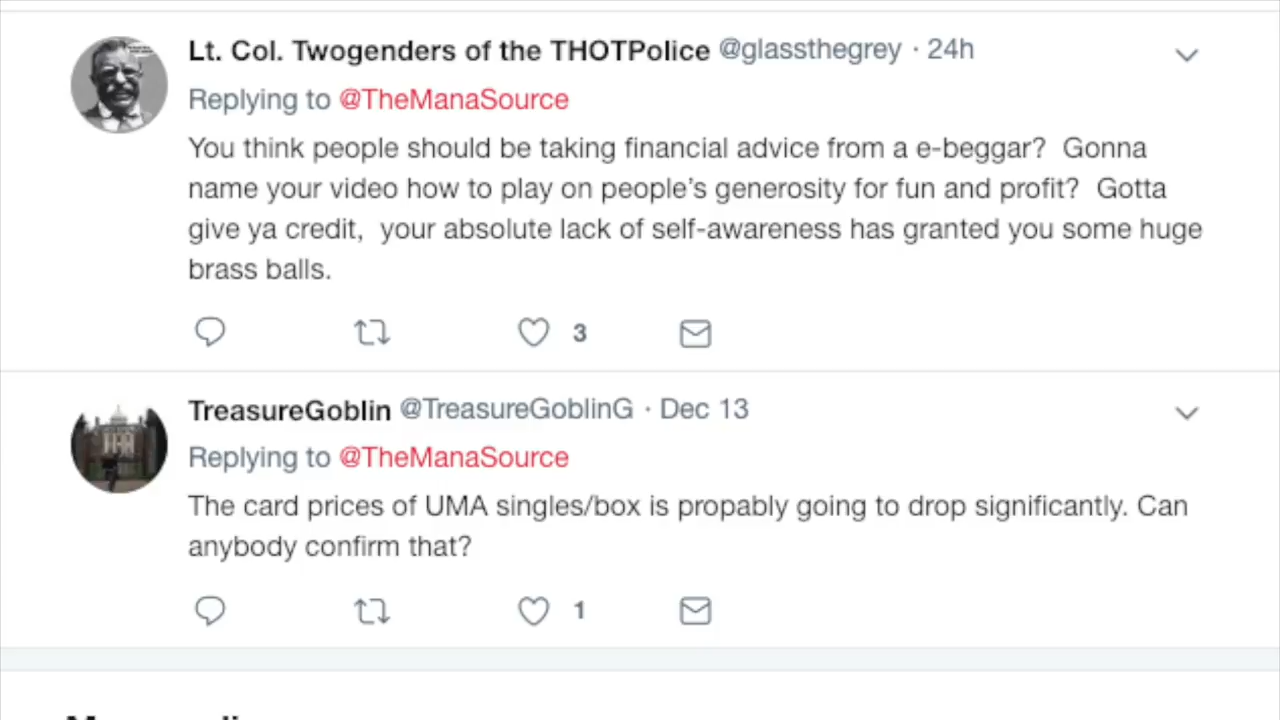 Lt. Col. Twogenders of the THOTPolice @glassthegrey · 24h
Replying to @TheManaSource
You think people should be taking financial advice from a e-beggar?  Gonna
name your video how to play on people's generosity for fun and profit?  Gotta
give ya credit,  your absolute lack of self-awareness has granted you some huge
brass balls.
3
TreasureGoblin @TreasureGoblinG · Dec 13
Replying to @TheManaSource
The card prices of UMA singles/box is propably going to drop significantly. Can
anybody confirm that?
1